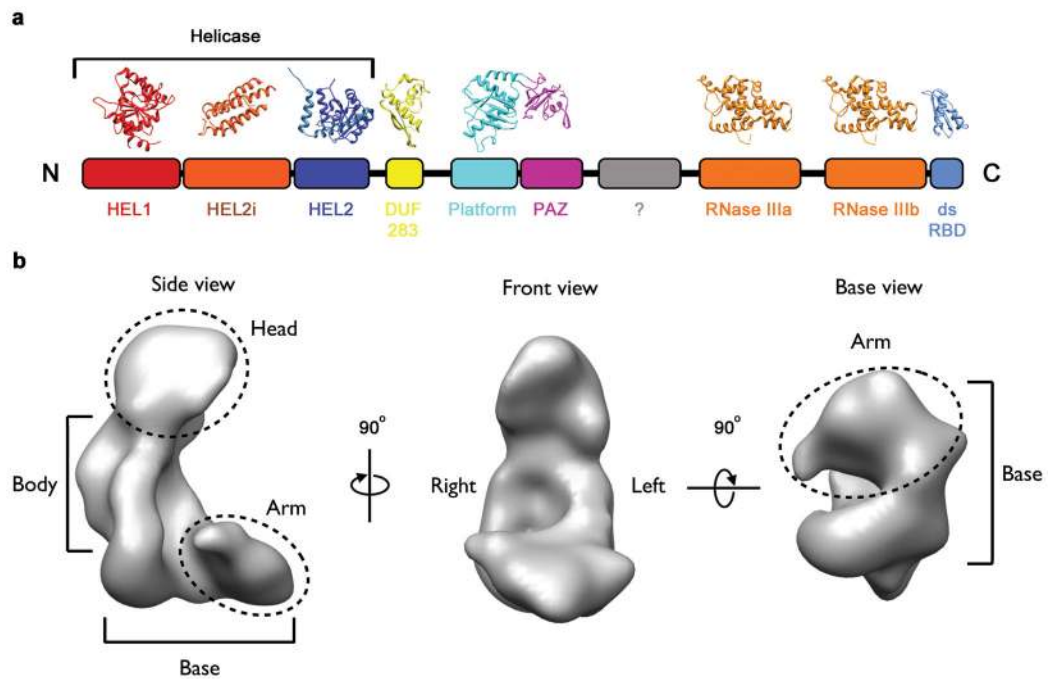 a
Helicase
N
C
HEL1 HEL2i HEL2 DUF Platform PAZ ? RNase IIIa RNase IIIb ds
283 RBD
b
Side view Front view Base view
Head
Arm
90° 90°
Body Right Left Base
Arm
Base